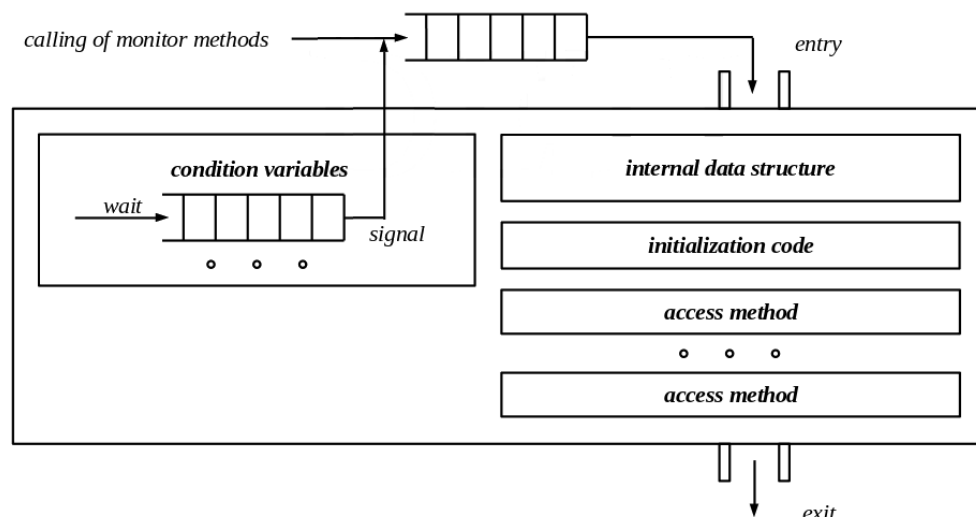 calling of monitor methods
entry
condition variables
internal data structure
wait
signal
initialization code
access method
access method
exit